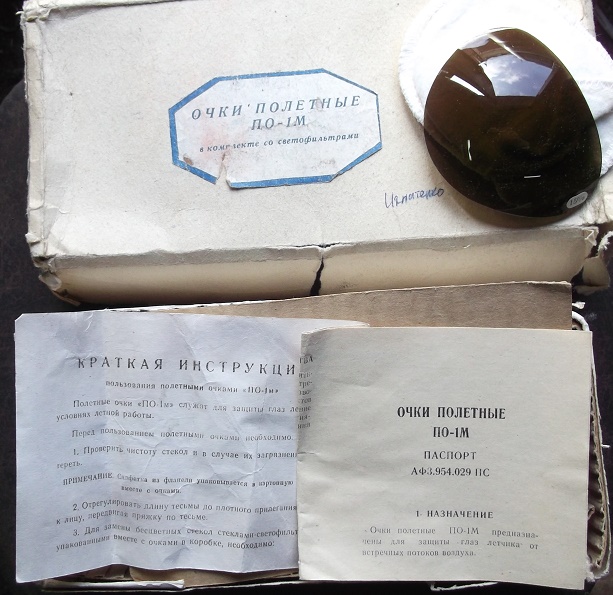 ОЧКИ ПОЛЕТНЫЕ
ПО-1М
в комплекте со светофильтрами
КРАТКАЯ ИНСТРУКЦИ
пользования полетными очками «ПО-1м»
Полетные очки «ПО-1м» служат для защиты глаз
условиях летной работы.
Перед пользованием полетными очками необходимо
1. Проверить чистоту стекол и в случае их загрязнени
тереть.
ПРИМЕЧАНИЕ. Салфетка из фланели упаковывается в картонную
вместе с очками.
2. Отрегулировать длину тесьмы до плотного прилегания
к лицу, передвигая пряжку по тесьме.
3. Для замены бесцветных стекол стеклами-светофильт
упакованными вместе с очками в коробке, необходимо:
ОЧКИ ПОЛЕТНЫЕ
ПО-1М
ПАСПОРТ
АФ3.954.029 ПС
1. НАЗНАЧЕНИЕ
Очки полетные ПО-1М предназна-
чены для защиты глаз летчика от
встречных потоков воздуха.